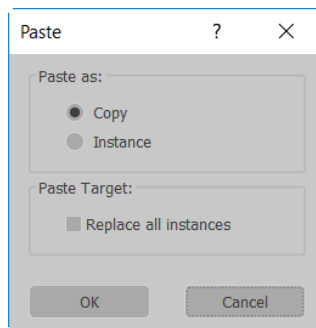 Paste ?
Paste as:
Copy
Instance
Paste Target:
Replace all instances
OK Cancel